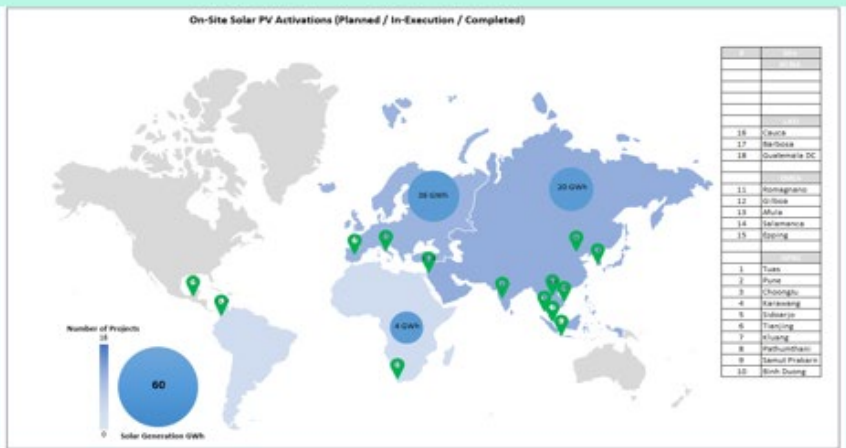 On-Site Solar PV Activations (Planned / In-Execution / Completed)
16 Cauca
17 Barbosa
18 Guatemala DC
11 Romagnano
12 Gilboa
13 Afula
14 Salamanca
15 Epping
1 Tuas
2 Pune
3 Choongju
4 Karawang
5 Sidoarjo
6 Tianjing
7 Kluang
8 Pathumthani
9 Samut Prakarn
10 Binh Duong
20 GWh
4 GWh
Number of Projects
0
60
Solar Generation GWh